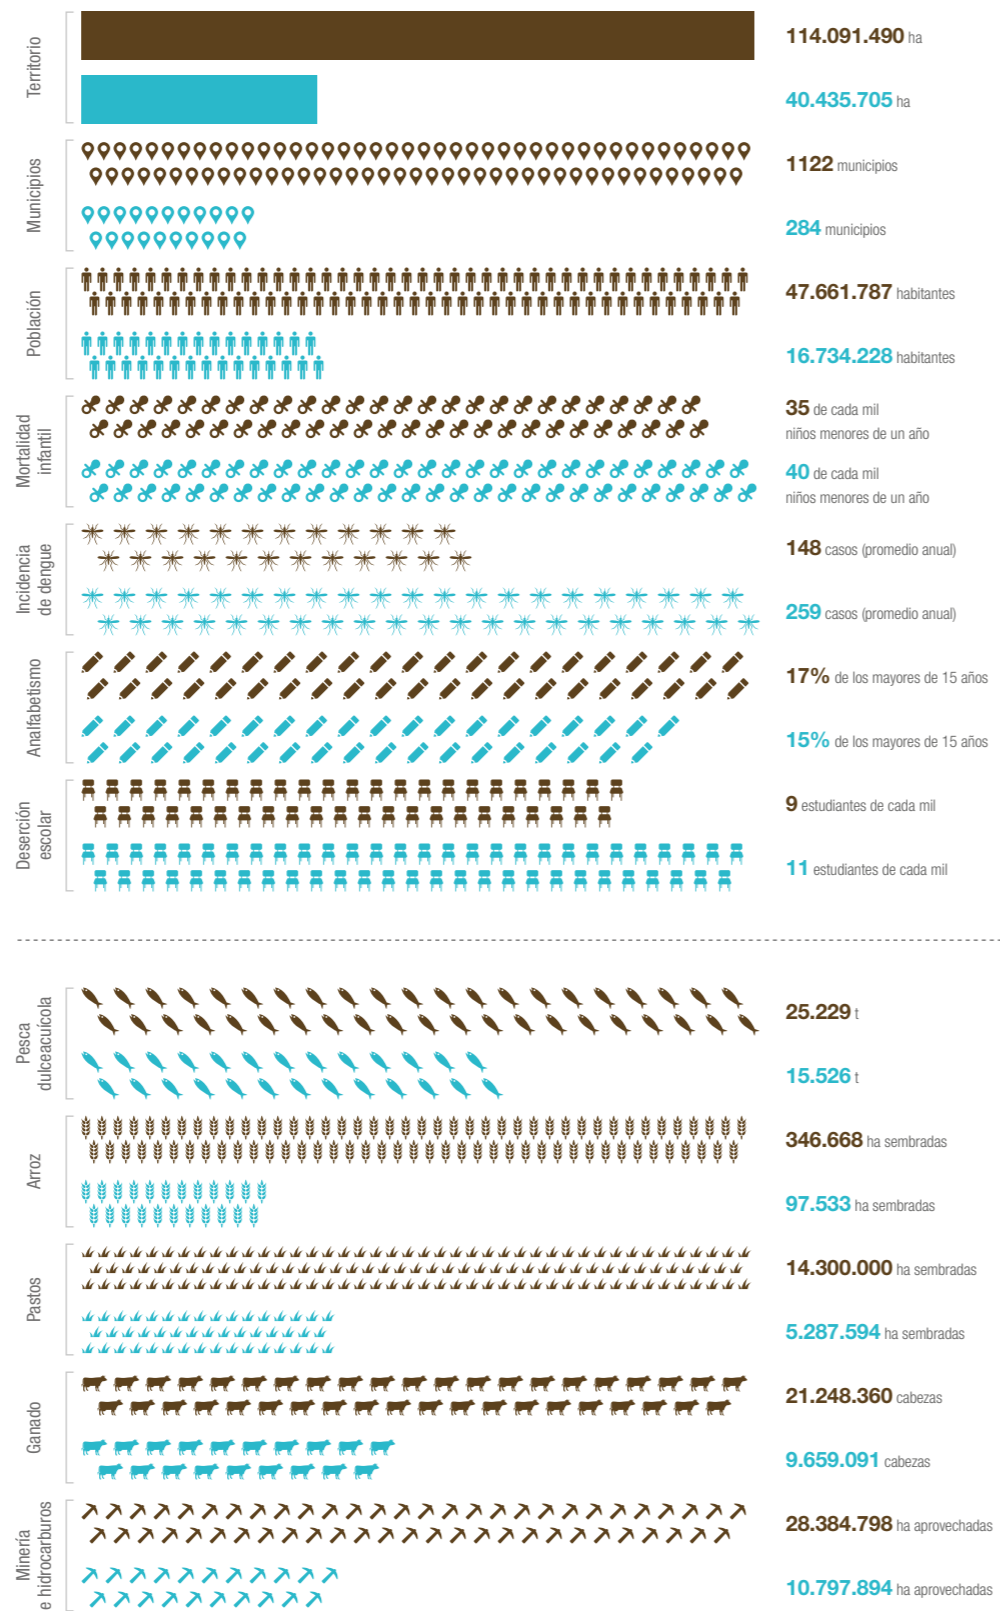 Territorio
114.091.490 ha
40.435.705 ha
Municipios
1122 municipios
284 municipios
Población
47.661.787 habitantes
16.734.228 habitantes
Mortalidad
infantil
35 de cada mil
niños menores de un año
40 de cada mil
niños menores de un año
Incidencia
de dengue
148 casos (promedio anual)
259 casos (promedio anual)
Analfabetismo
17% de los mayores de 15 años
15% de los mayores de 15 años
Deserción
escolar
9 estudiantes de cada mil
11 estudiantes de cada mil
Pesca
dulceacuícola
25.229 t
15.526 t
Arroz
346.668 ha sembradas
97.533 ha sembradas
Pastos
14.300.000 ha sembradas
5.287.594 ha sembradas
Ganado
21.248.360 cabezas
9.659.091 cabezas
Minería
e hidrocarburos
28.384.798 ha aprovechadas
10.797.894 ha aprovechadas